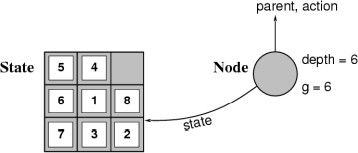 parent, action
State
5 4
Node
depth = 6
g = 6
6 1 8
state
7 3 2